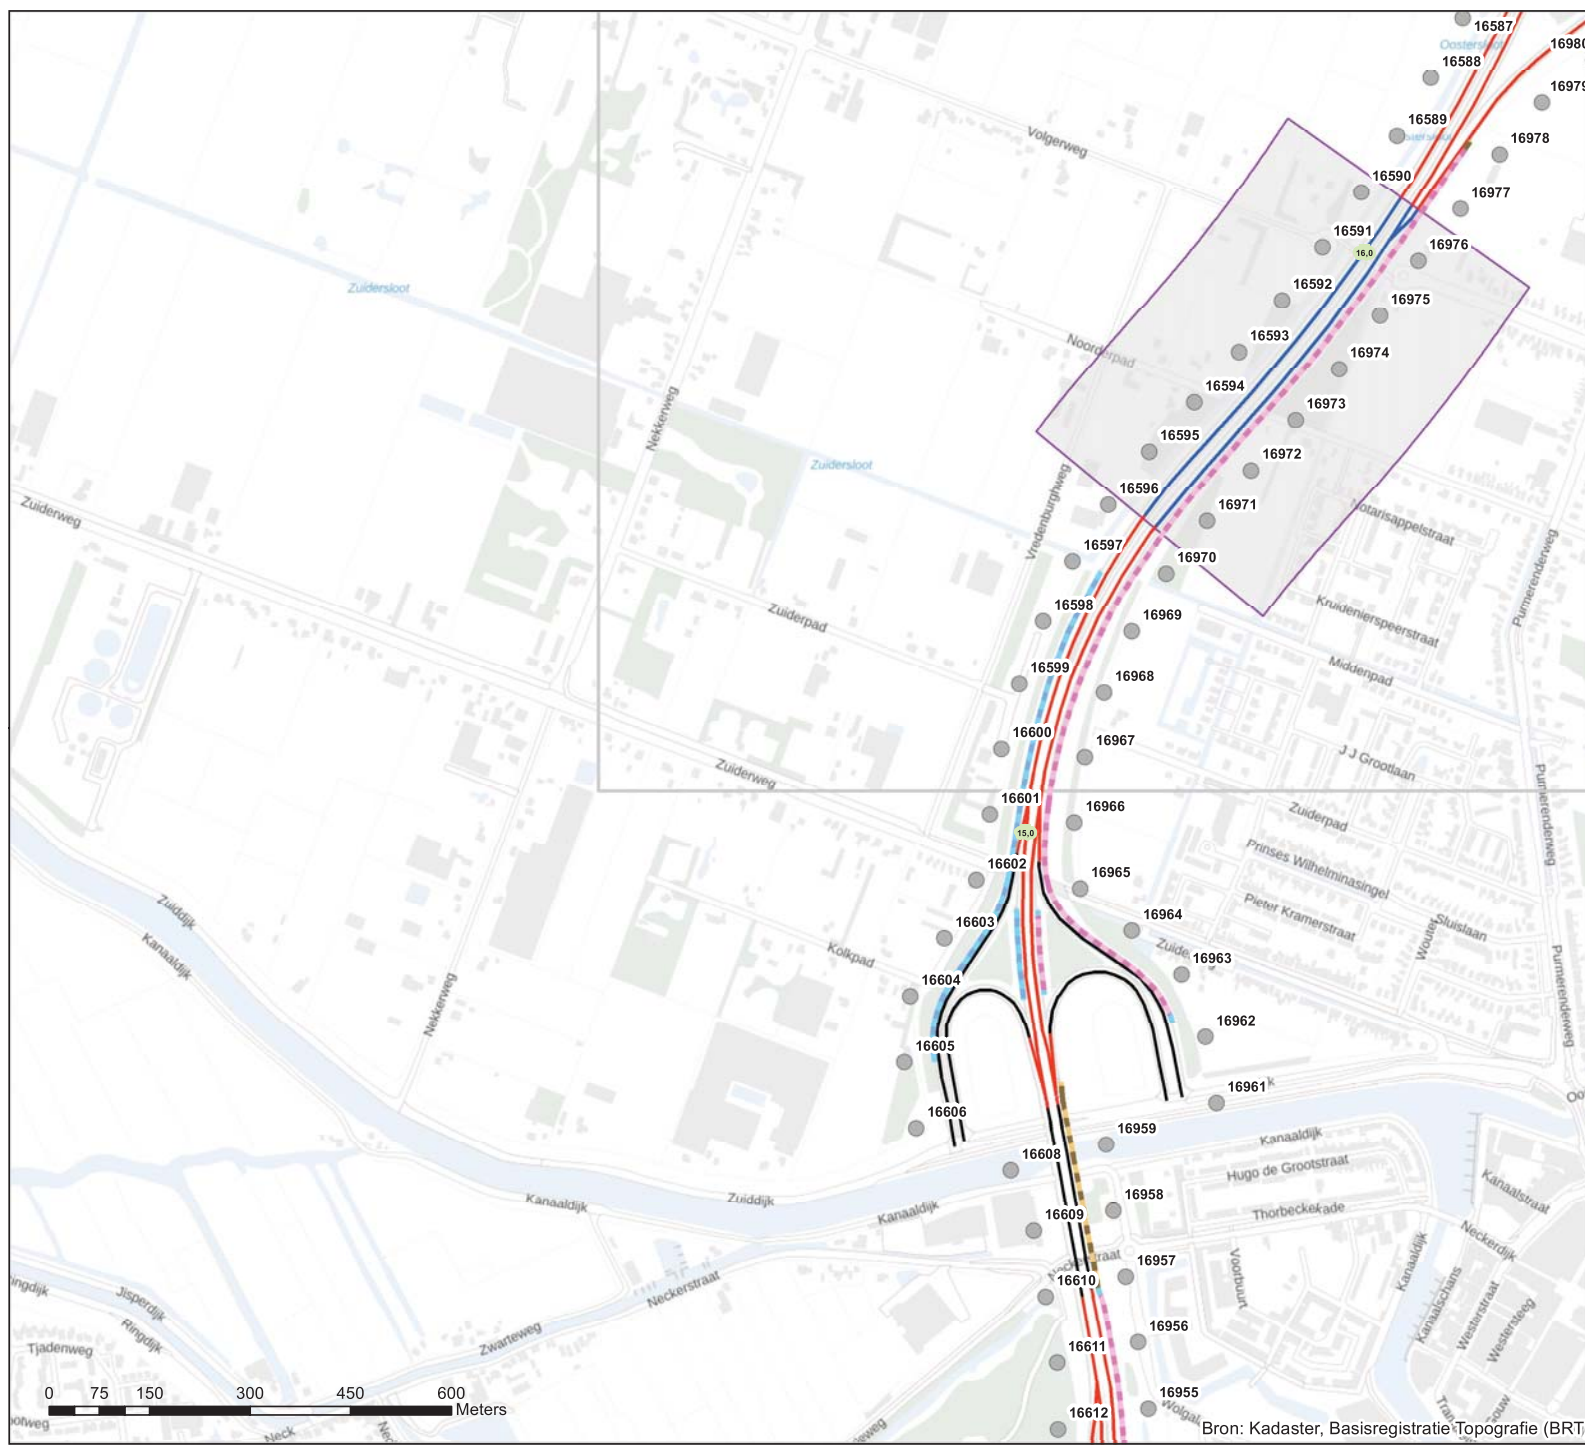 16587
Oostersloot
16980
16588
16979
16589
Volgerweg
16978
16590
16977
16591
16,0
16976
Zuidersloot
16592
16975
16593
Noorderpad
16974
16594
16973
Nekkerweg
16595
16972
Zuidersloot
16596
Vredenburghweg
16971
Notarisappelstraat
Zuiderweg
16597
16970
Purmerenderweg
16598
Zuiderpad
16969
Kruidenierspeerstraat
16599
16968
Middenpad
16600
16967
J J Grootlaan
Zuiderweg
16601
16966
Zuiderpad
Purmerenderweg
15,0
16602
16965
Prinses Wilhelminasingel
Zuiddijk
Kanaaldijk
16603
16964
Pieter Kramerstraat
Sluislaan
Wouter
Kolkpad
16963
16604
Nekkerweg
Purmerenderweg
16962
16605
16961
16606
16959
Kanaaldijk
16608
Hugo de Grootstraat
Kanaalstraat
Kanaaldijk
Zuiddijk
Kanaaldijk
16958
16609
Thorbeckekade
Neckerdijk
Kanaaldijk
16957
16610
Neckerstraat
Voorbuurt
Kanaalschans
Westerstraat
Westersteeg
Jisperdijk
Ringdijk
16956
Zwarteweg
16611
Tjadenweg
0 75 150 300 450 600
Meters
16955
16612
Neck
Bron: Kadaster, Basisregistratie Topografie (BRT